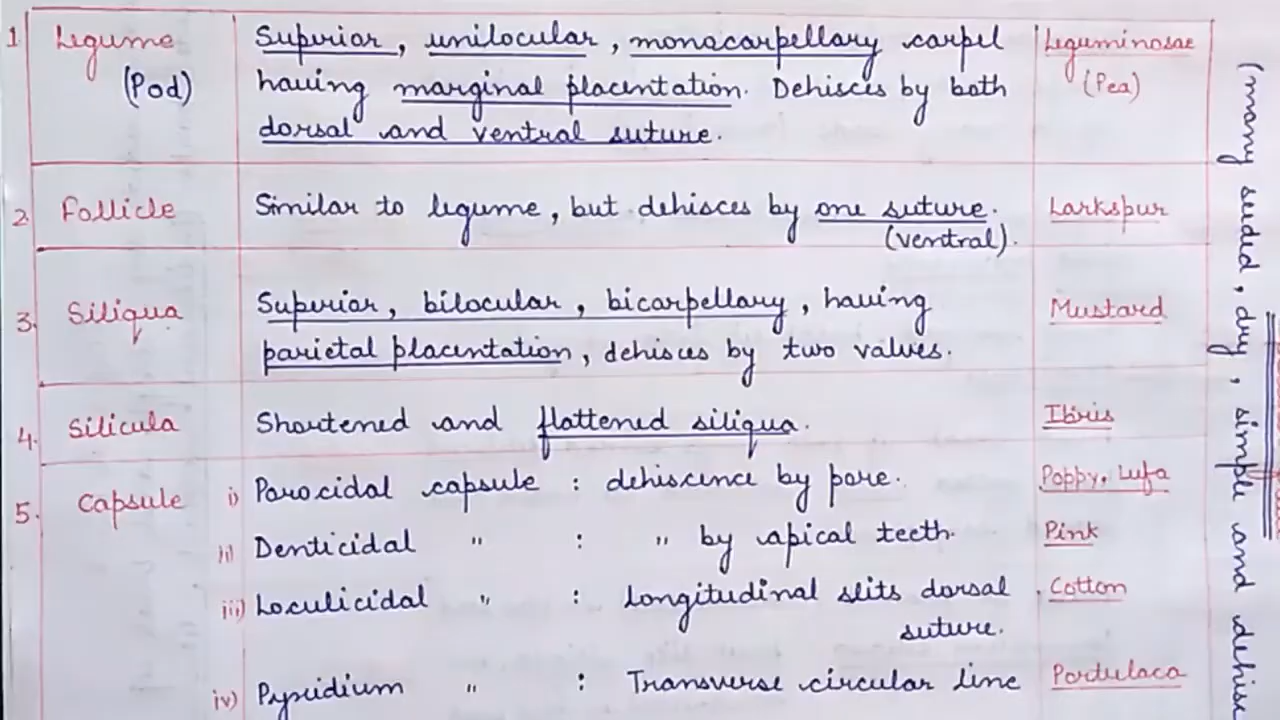 1 Legume Superior, unilocular, monocarpellary carpel Leguminosae
(Pod) having marginal placentation. Dehisces by both (Pea)
dorsal and ventral suture.
2 Follicle Similar to legume, but dehisces by one suture. Larkspur
(ventral).
3. Siliqua Superior, bilocular, bicarpellary, having Mustard
parietal placentation, dehisces by two valves.
4. Silicula Shortened and flattened siliqua. Ibiris
5. Capsule i) Porocidal capsule : dehiscence by pore. Poppy, Lufa
ii) Denticidal " : " by apical teeth. Pink
iii) Loculicidal " : Longitudinal slits dorsal Cotton
suture.
iv) Pyxidium " : Transverse circular line Portulaca
(many seeded, dry, simple and dehisc